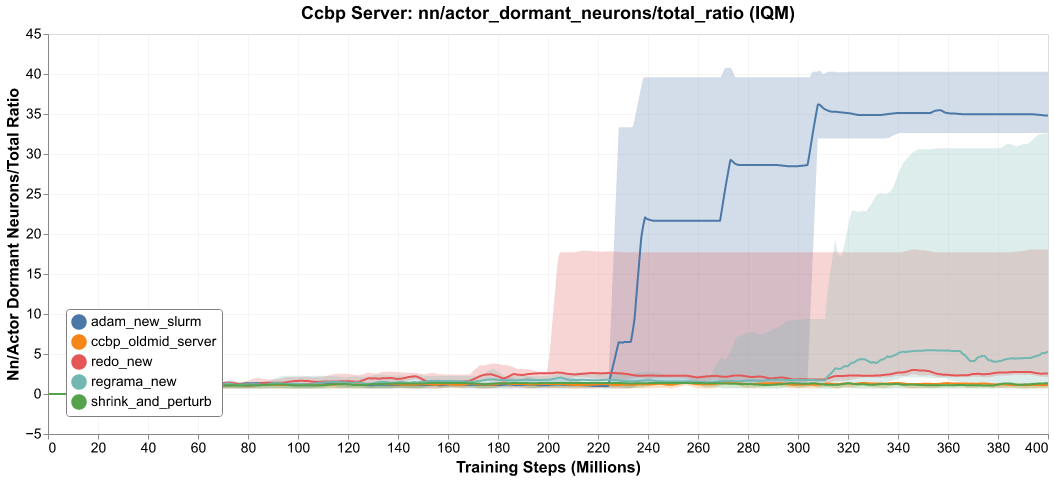 Ccbp Server: nn/actor_dormant_neurons/total_ratio (IQM)
Nn/Actor Dormant Neurons/Total Ratio
45
40
35
30
25
20
15
10
5
0
−5
adam_new_slurm
ccbp_oldmid_server
redo_new
regrama_new
shrink_and_perturb
0 20 40 60 80 100 120 140 160 180 200 220 240 260 280 300 320 340 360 380 400
Training Steps (Millions)